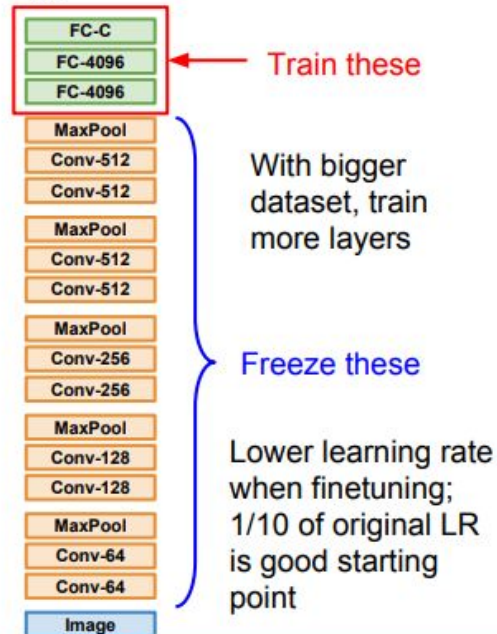 FC-C
FC-4096
FC-4096
Train these
MaxPool
Conv-512
Conv-512
With bigger
dataset, train
more layers
MaxPool
Conv-512
Conv-512
MaxPool
Conv-256
Conv-256
Freeze these
MaxPool
Conv-128
Conv-128
MaxPool
Conv-64
Conv-64
Lower learning rate
when finetuning;
1/10 of original LR
is good starting
point
Image